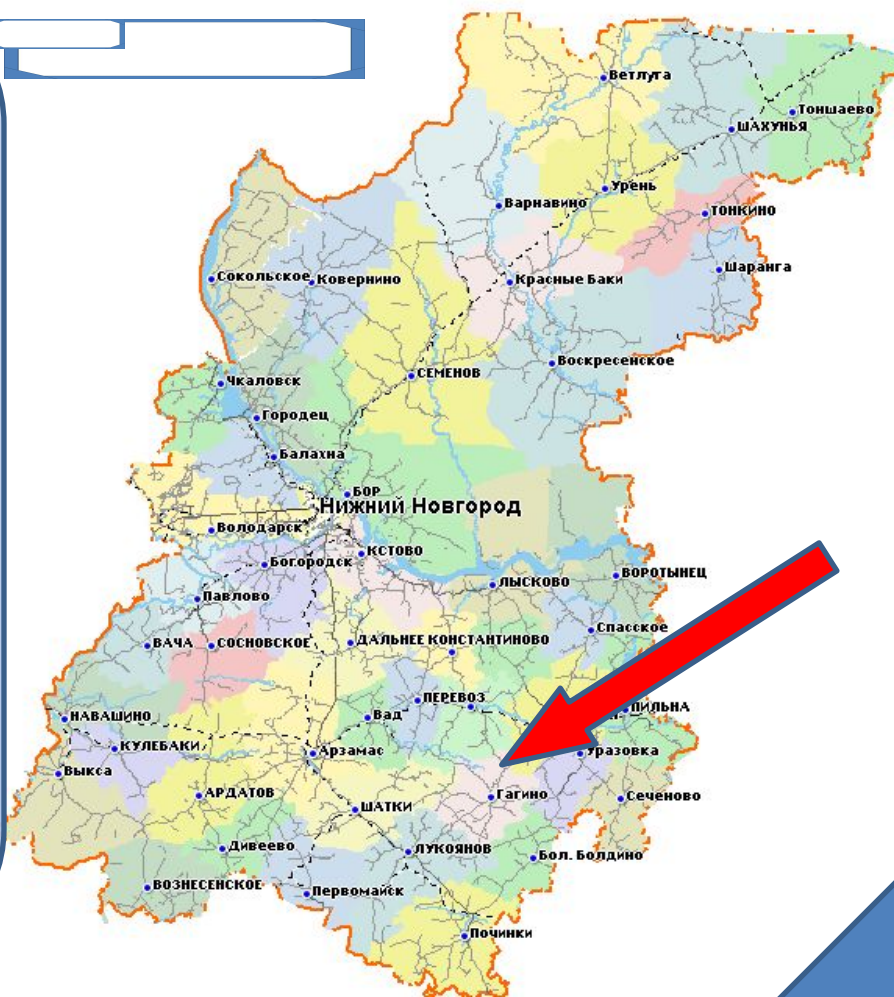 Ветлуга
Тоншаево
ШАХУНЬЯ
Урень
Варнавино
ТОНКИНО
Шаранга
Сокольское
Ковернино
Красные Баки
Воскресенское
СЕМЕНОВ
Чкаловск
Городец
Балахна
БОР
Нижний Новгород
Володарск
КСТОВО
Богородск
ЛЫСКОВО
ВОРОТЫНЕЦ
Павлово
Спасское
ВАЧА
СОСНОВСКОЕ
ДАЛЬНЕЕ КОНСТАНТИНОВО
ПЕРЕВОЗ
ПИЛЬНА
НАВАШИНО
Вад
КУЛЕБАКИ
Арзамас
Уразовка
Выкса
АРДАТОВ
ШАТКИ
Гагино
Сеченово
Дивеево
ЛУКОЯНОВ
Бол. Болдино
ВОЗНЕСЕНСКОЕ
Первомайск
Починки